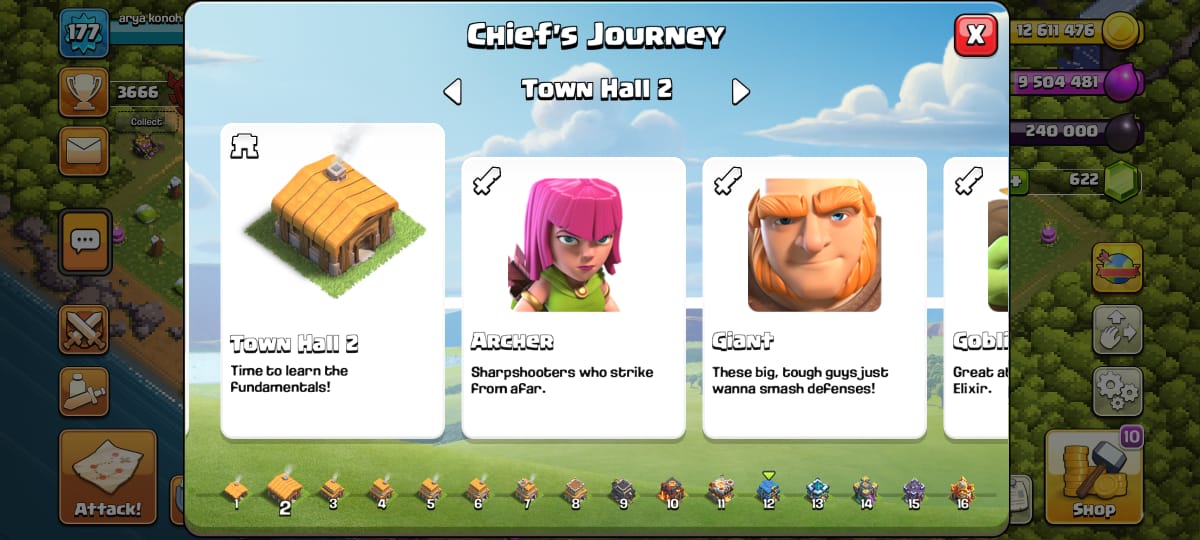 177
arya konoh
3666
Collect
Attack!
Chief's Journey
X
Town Hall 2
Town Hall 2
Time to learn the
fundamentals!
Archer
Sharpshooters who strike
from afar.
Giant
These big, tough guys just
wanna smash defenses!
Gobli
Great at
Elixir.
1 2 3 4 5 6 7 8 9 10 11 12 13 14 15 16
12 611 476
9 504 481
240 000
622
10
Shop